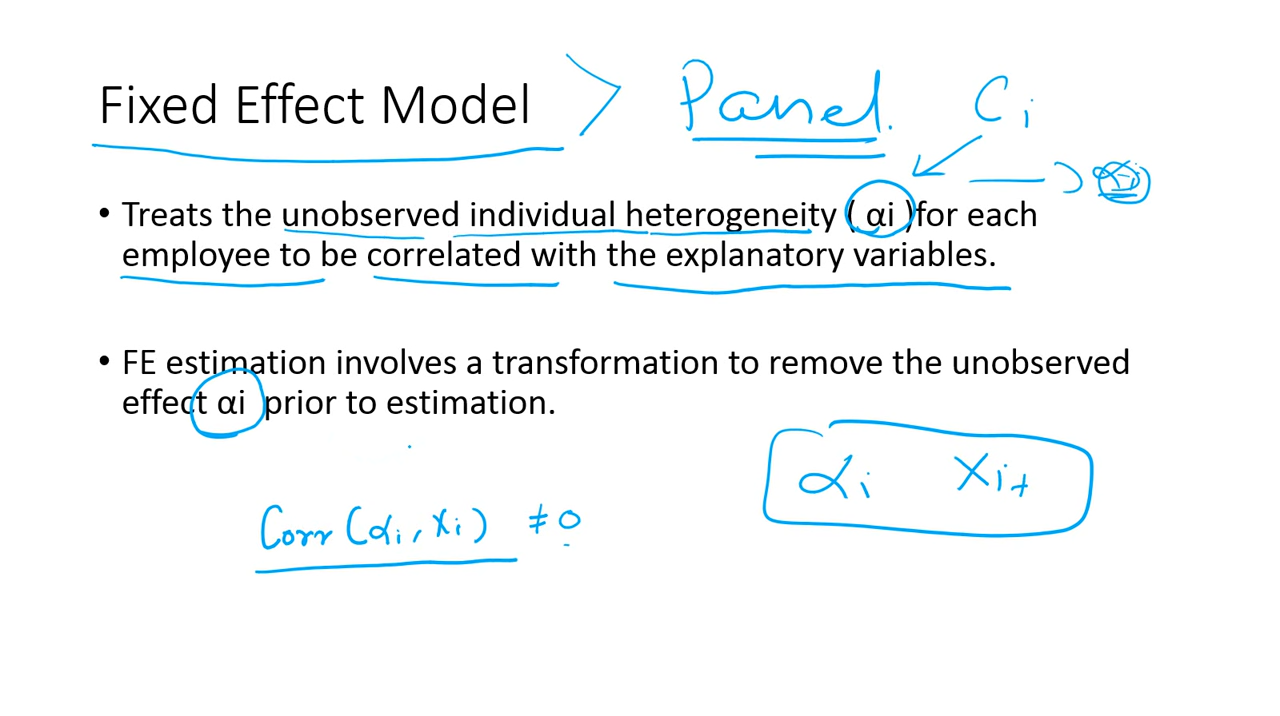 Fixed Effect Model > Panel. Ci
• Treats the unobserved individual heterogeneity ( αi )for each
employee to be correlated with the explanatory variables.
• FE estimation involves a transformation to remove the unobserved
effect αi prior to estimation.
αi Xit
Corr (αi, Xi) ≠ 0